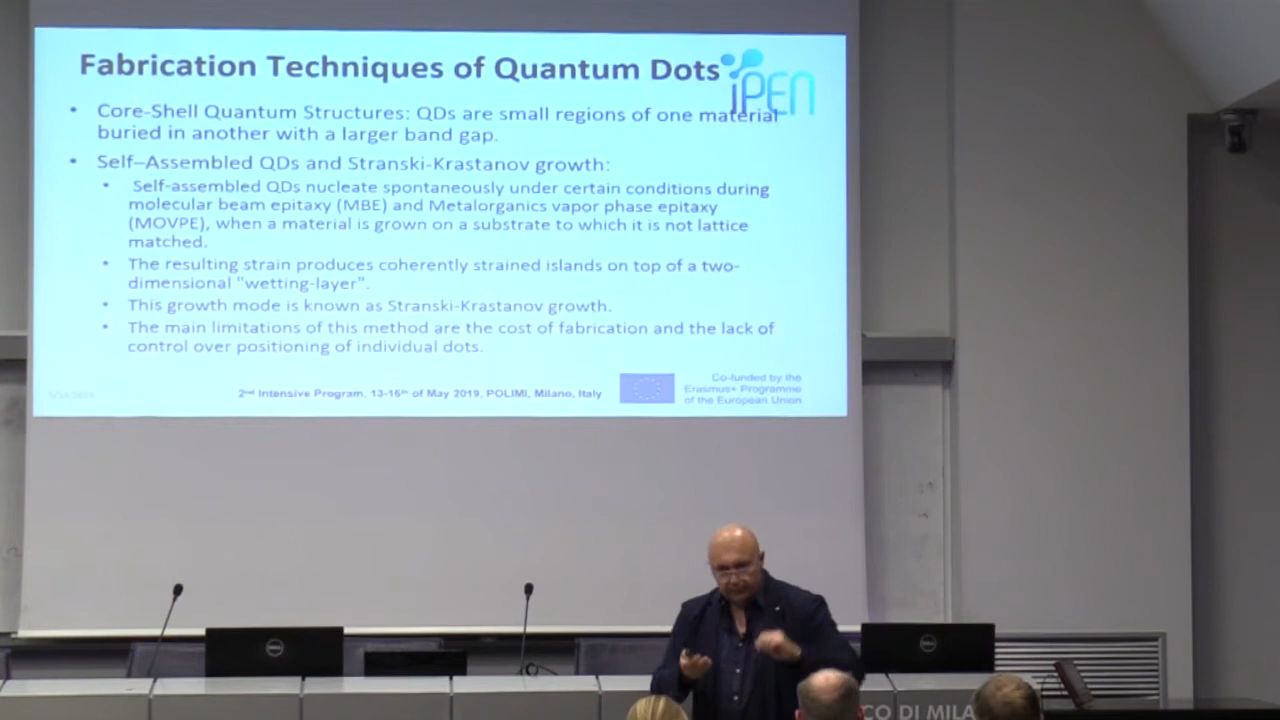 Fabrication Techniques of Quantum Dots
iPEN
• Core-Shell Quantum Structures: QDs are small regions of one material
buried in another with a larger band gap.
• Self–Assembled QDs and Stranski-Krastanov growth:
• Self-assembled QDs nucleate spontaneously under certain conditions during
molecular beam epitaxy (MBE) and Metalorganics vapor phase epitaxy
(MOVPE), when a material is grown on a substrate to which it is not lattice
matched.
• The resulting strain produces coherently strained islands on top of a two-
dimensional "wetting-layer".
• This growth mode is known as Stranski-Krastanov growth.
• The main limitations of this method are the cost of fabrication and the lack of
control over positioning of individual dots.
2nd Intensive Program, 13-16th of May 2019, POLIMI, Milano, Italy
Co-funded by the
Erasmus+ Programme
of the European Union
DELL
DELL
CO DI MILA